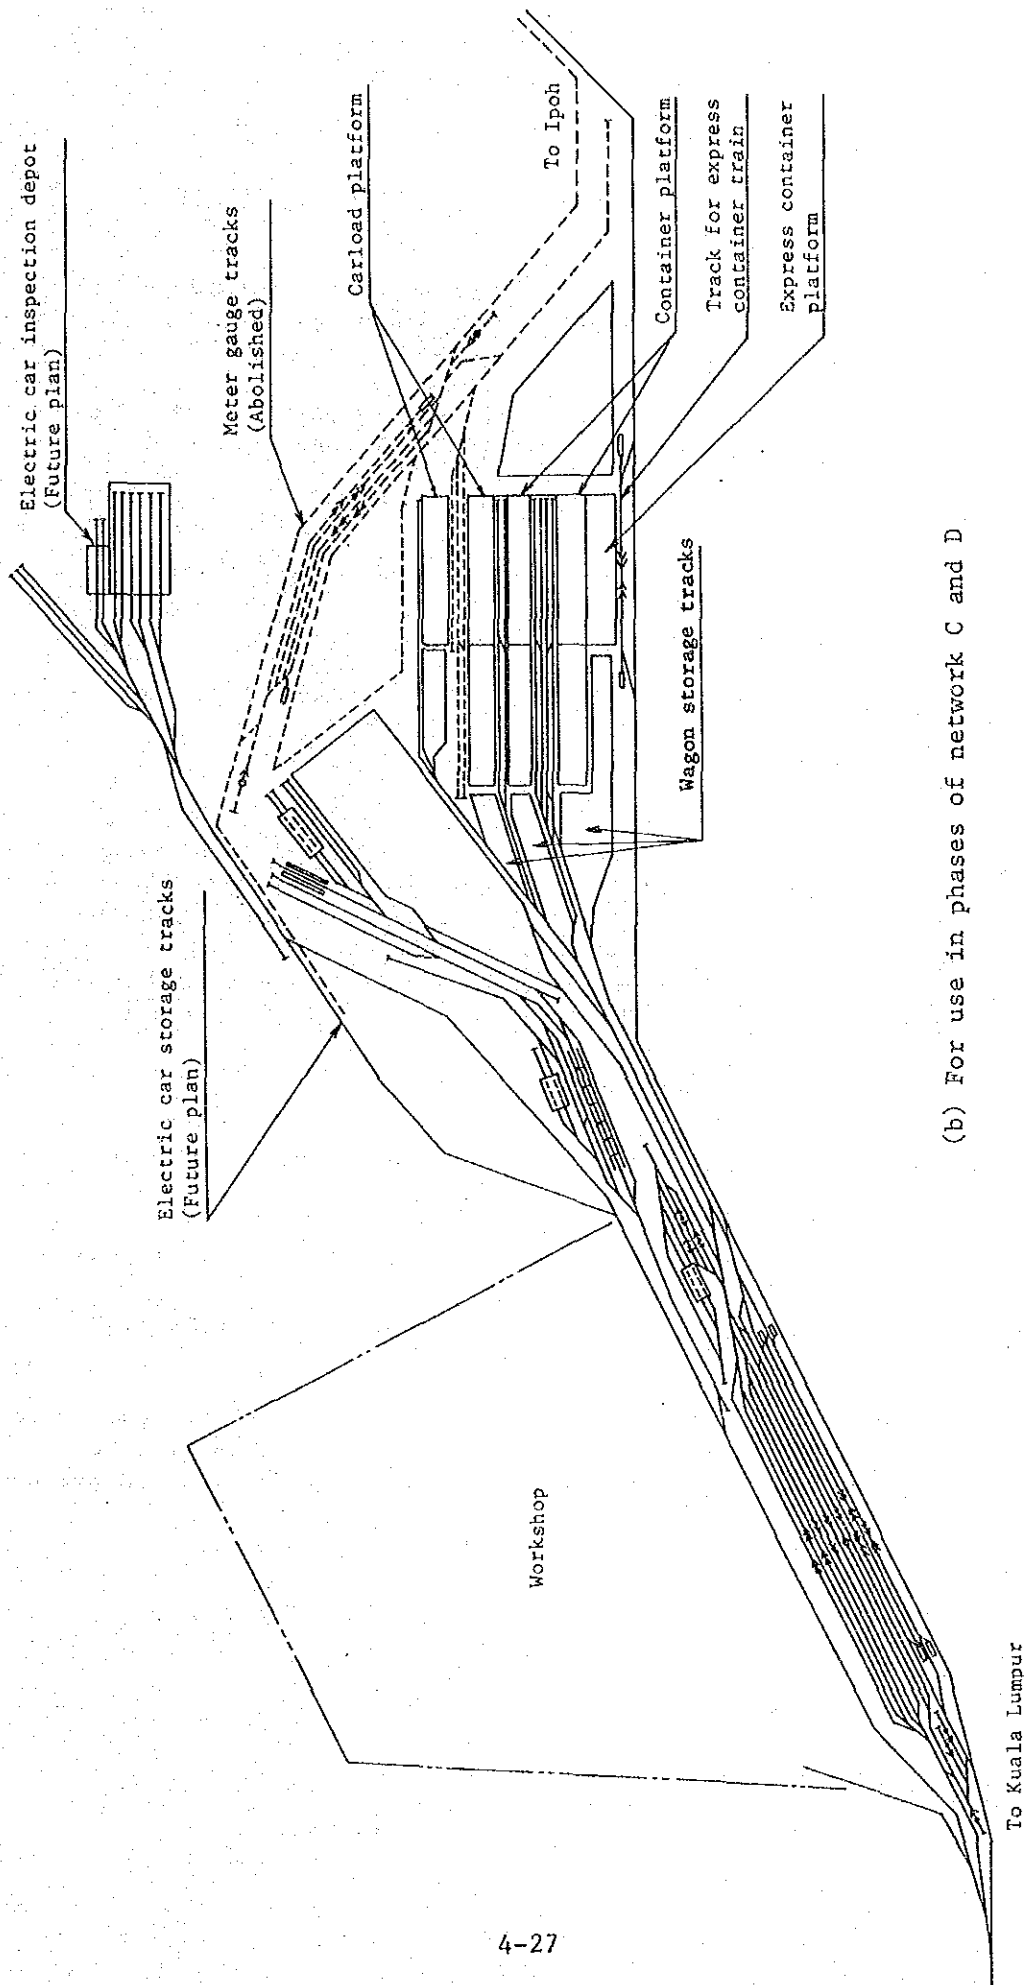 Electric car inspection depot
(Future plan)
Meter gauge tracks
(Abolished)
Carload platform
To Ipoh
Container platform
Track for express
container train
Express container
platform
Wagon storage tracks
Electric car storage tracks
(Future plan)
Workshop
To Kuala Lumpur
(b) For use in phases of network C and D
4-27